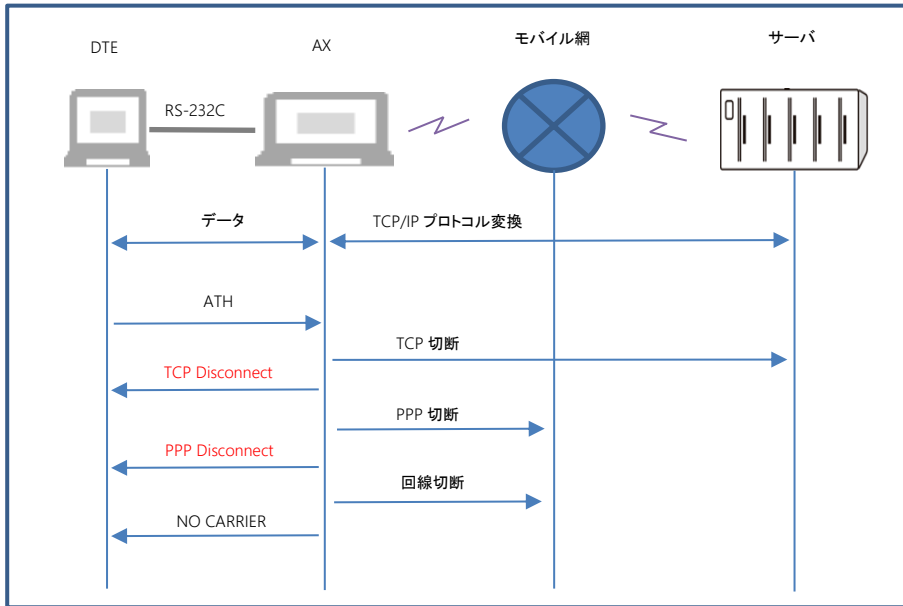 DTE
AX
モバイル網
サーバ
RS-232C
データ
TCP/IP プロトコル変換
ATH
TCP 切断
TCP Disconnect
PPP 切断
PPP Disconnect
回線切断
NO CARRIER